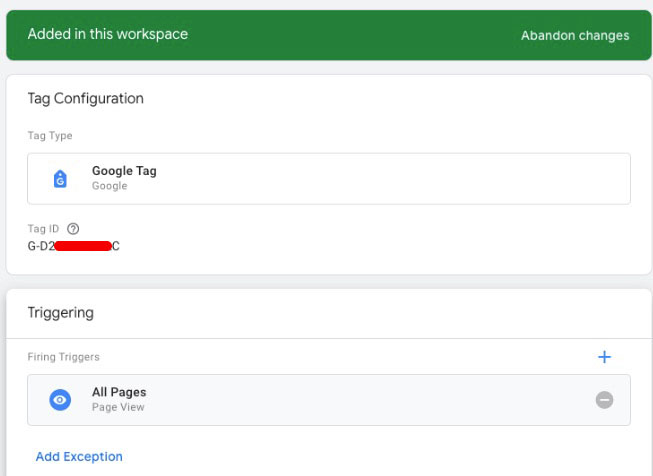 Added in this workspace
Abandon changes
Tag Configuration
Tag Type
Google Tag
Google
Tag ID
G-D2 C
Triggering
Firing Triggers
All Pages
Page View
Add Exception